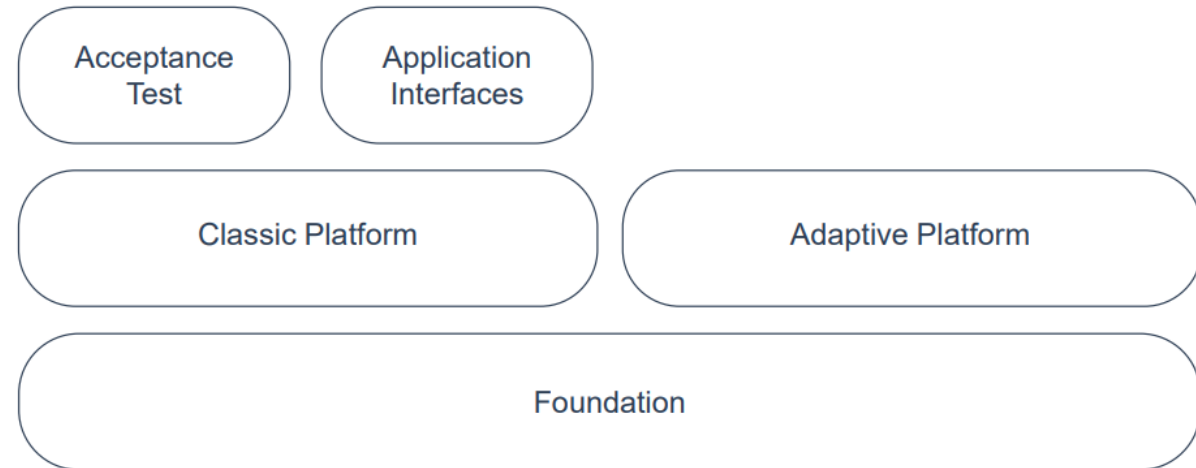 Acceptance
Test
Application
Interfaces
Classic Platform
Adaptive Platform
Foundation